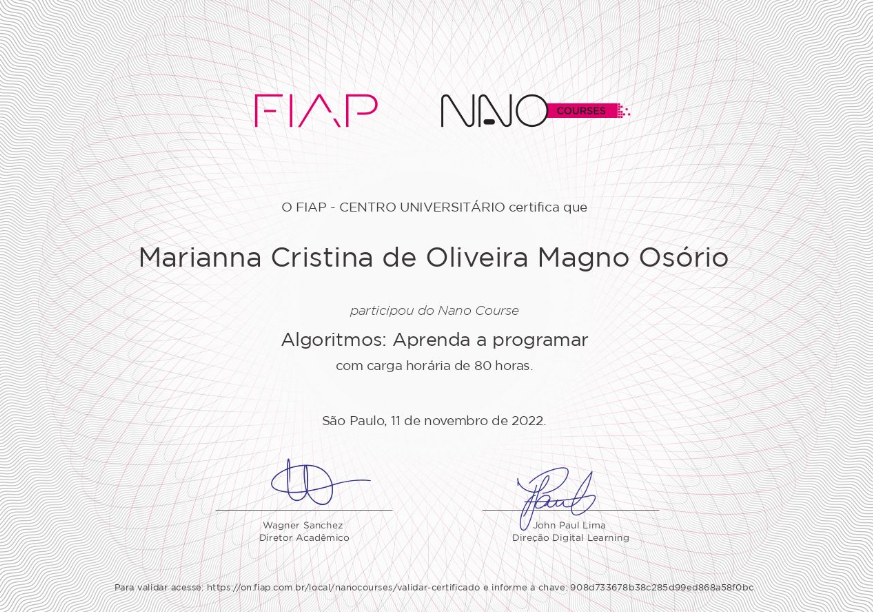 FIAP NANO COURSES
O FIAP - CENTRO UNIVERSITÁRIO certifica que
Marianna Cristina de Oliveira Magno Osório
participou do Nano Course
Algoritmos: Aprenda a programar
com carga horária de 80 horas.
São Paulo, 11 de novembro de 2022.
Wagner Sanchez John Paul Lima
Diretor Acadêmico Direção Digital Learning
Para validar acesse: https://on.fiap.com.br/local/nanocourses/validar-certificado e informe a chave: 908d733678b38c285d99ed868a58f0bc